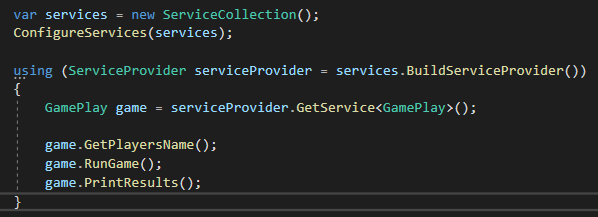 var services = new ServiceCollection();
ConfigureServices(services);
using (ServiceProvider serviceProvider = services.BuildServiceProvider())
{
GamePlay game = serviceProvider.GetService<GamePlay>();
game.GetPlayersName();
game.RunGame();
game.PrintResults();
}